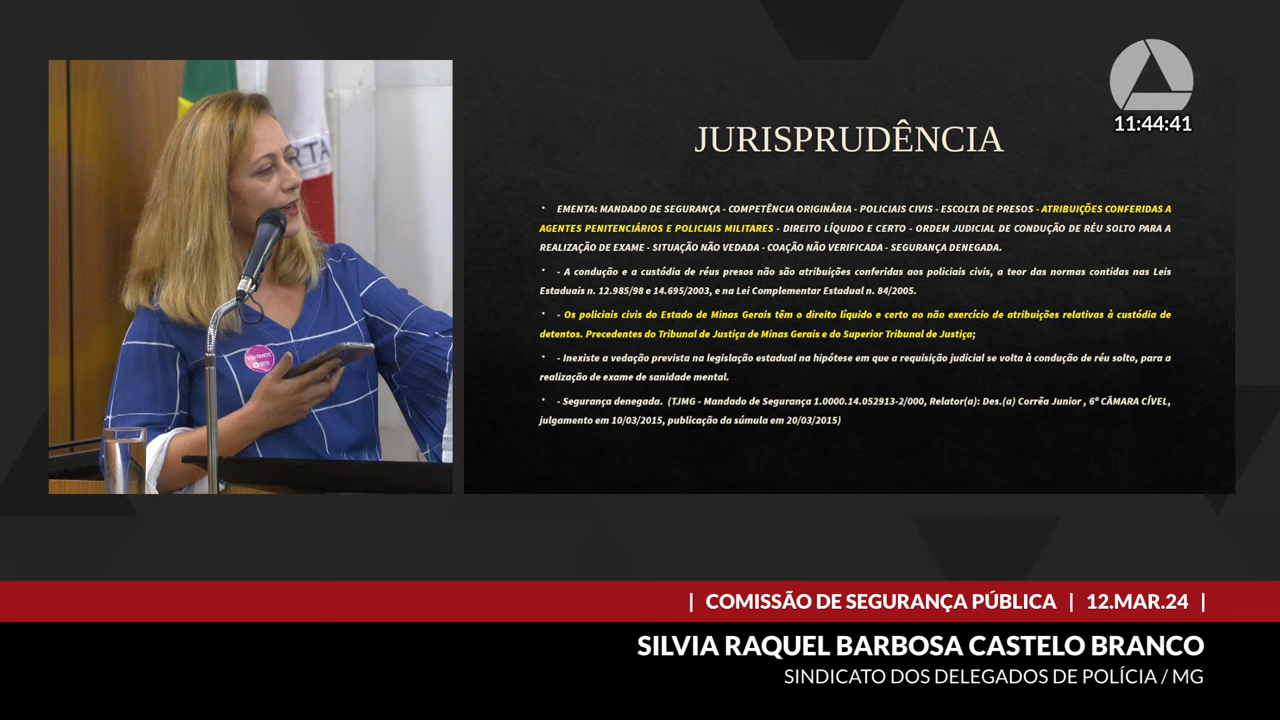 RTA
VISITANTE
11:44:41
JURISPRUDÊNCIA
• EMENTA: MANDADO DE SEGURANÇA - COMPETÊNCIA ORIGINÁRIA - POLICIAIS CIVIS - ESCOLTA DE PRESOS - ATRIBUIÇÕES CONFERIDAS A
AGENTES PENITENCIÁRIOS E POLICIAIS MILITARES - DIREITO LÍQUIDO E CERTO - ORDEM JUDICIAL DE CONDUÇÃO DE RÉU SOLTO PARA A
REALIZAÇÃO DE EXAME - SITUAÇÃO NÃO VEDADA - COAÇÃO NÃO VERIFICADA - SEGURANÇA DENEGADA.
• - A condução e a custódia de réus presos não são atribuições conferidas aos policiais civis, a teor das normas contidas nas Leis
Estaduais n. 12.985/98 e 14.695/2003, e na Lei Complementar Estadual n. 84/2005.
• - Os policiais civis do Estado de Minas Gerais têm o direito líquido e certo ao não exercício de atribuições relativas à custódia de
detentos. Precedentes do Tribunal de Justiça de Minas Gerais e do Superior Tribunal de Justiça;
• - Inexiste a vedação prevista na legislação estadual na hipótese em que a requisição judicial se volta à condução de réu solto, para a
realização de exame de sanidade mental.
• - Segurança denegada. (TJMG - Mandado de Segurança 1.0000.14.052913-2/000, Relator(a): Des.(a) Corrêa Junior , 6ª CÂMARA CÍVEL,
julgamento em 10/03/2015, publicação da súmula em 20/03/2015)
| COMISSÃO DE SEGURANÇA PÚBLICA | 12.MAR.24 |
SILVIA RAQUEL BARBOSA CASTELO BRANCO
SINDICATO DOS DELEGADOS DE POLÍCIA / MG